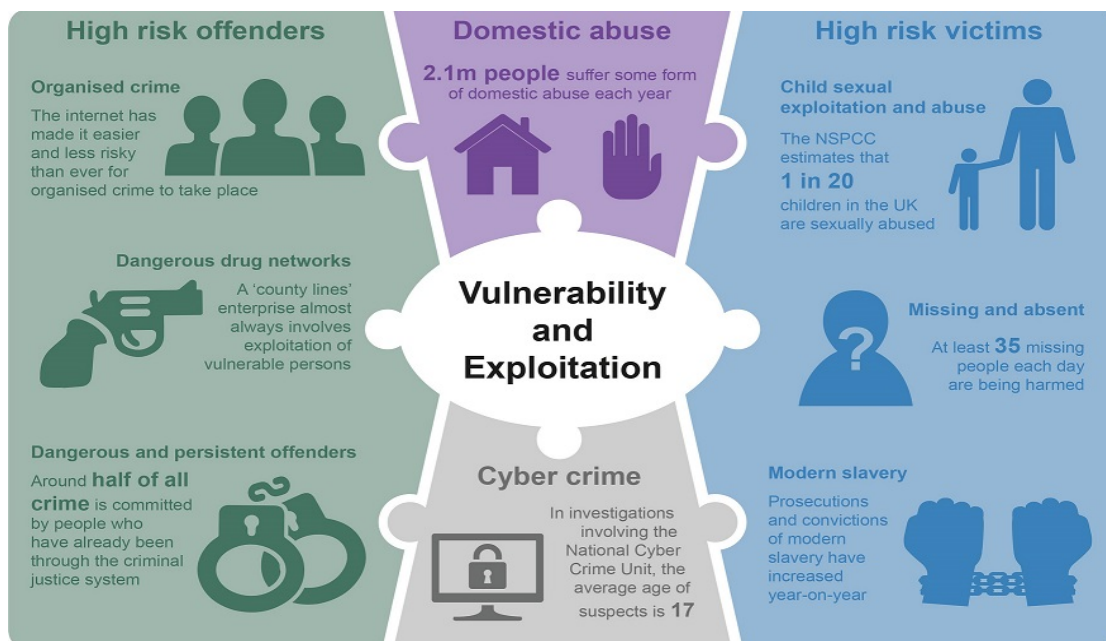 High risk offenders
Organised crime
The internet has
made it easier
and less risky
than ever for
organised crime to take place
Dangerous drug networks
A ‘county lines’
enterprise almost
always involves
exploitation of
vulnerable persons
Dangerous and persistent offenders
Around half of all
crime is committed
by people who
have already been
through the criminal
justice system
Domestic abuse
2.1m people suffer some form
of domestic abuse each year
Vulnerability
and
Exploitation
Cyber crime
In investigations
involving the
National Cyber
Crime Unit, the
average age of
suspects is 17
High risk victims
Child sexual
exploitation and abuse
The NSPCC
estimates that
1 in 20
children in the UK
are sexually abused
?
Missing and absent
At least 35 missing
people each day
are being harmed
Modern slavery
Prosecutions
and convictions
of modern
slavery have
increased
year-on-year